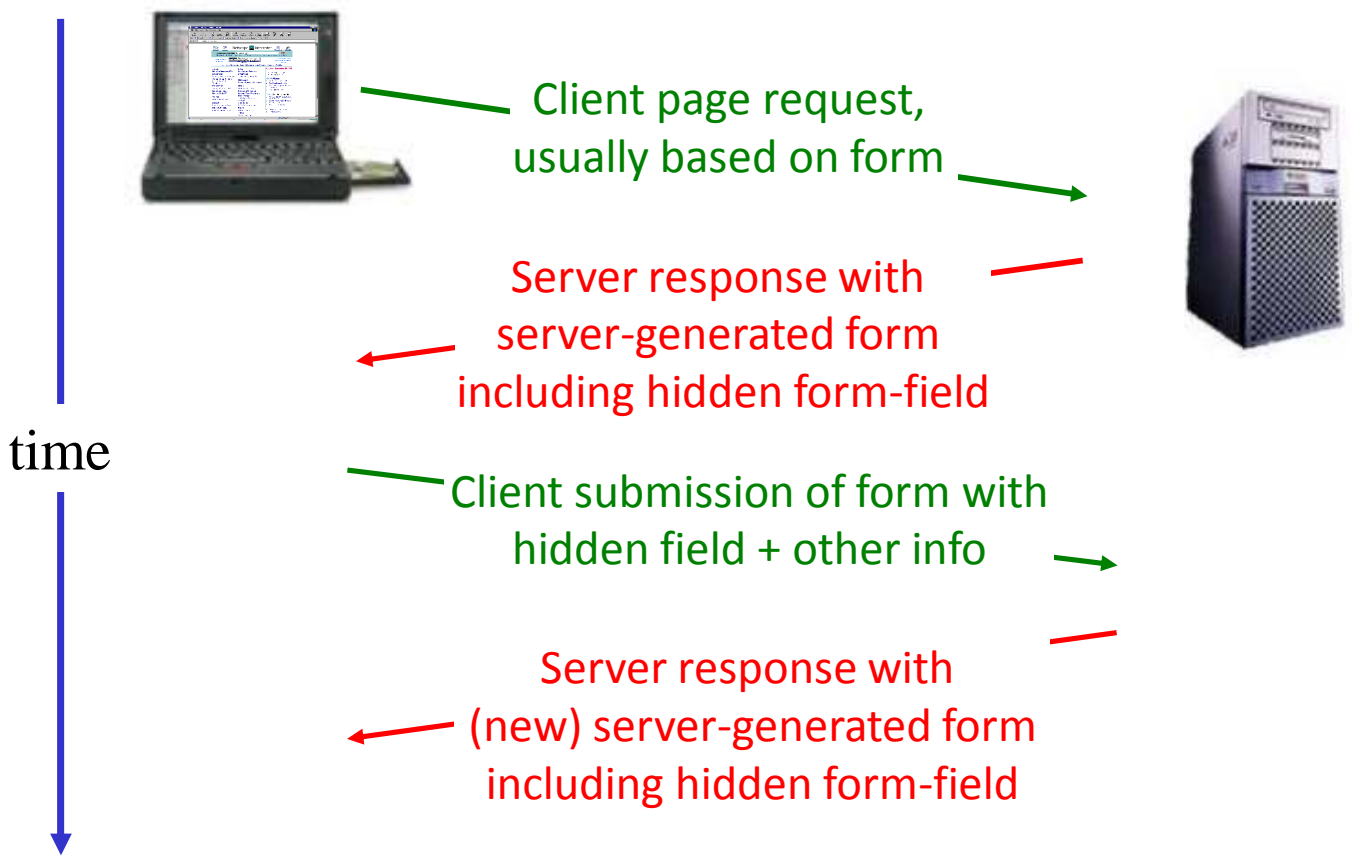 Client page request,
usually based on form
Server response with
server-generated form
including hidden form-field
time
Client submission of form with
hidden field + other info
Server response with
(new) server-generated form
including hidden form-field